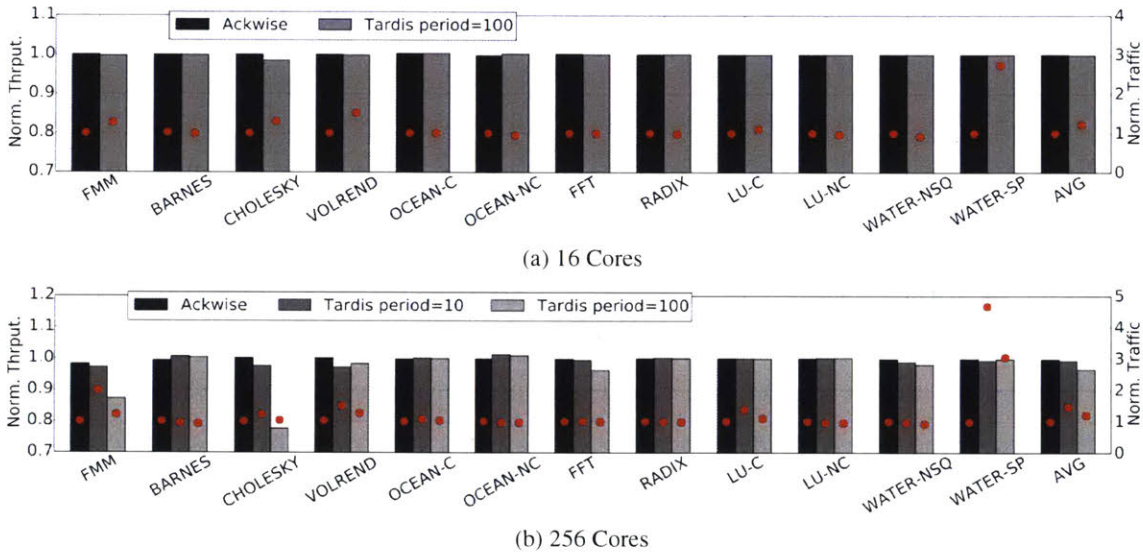 1.1
1.0
0.9
0.8
0.7
Norm. Thrput.
Ackwise
Tardis period=100
4
3
2
1
0
Norm. Traffic
FMM
BARNES
CHOLESKY
VOLREND
OCEAN-C
OCEAN-NC
FFT
RADIX
LU-C
LU-NC
WATER-NSQ
WATER-SP
AVG
(a) 16 Cores
1.2
1.1
1.0
0.9
0.8
0.7
Norm. Thrput.
Ackwise
Tardis period=10
Tardis period=100
5
4
3
2
1
0
Norm. Traffic
FMM
BARNES
CHOLESKY
VOLREND
OCEAN-C
OCEAN-NC
FFT
RADIX
LU-C
LU-NC
WATER-NSQ
WATER-SP
AVG
(b) 256 Cores